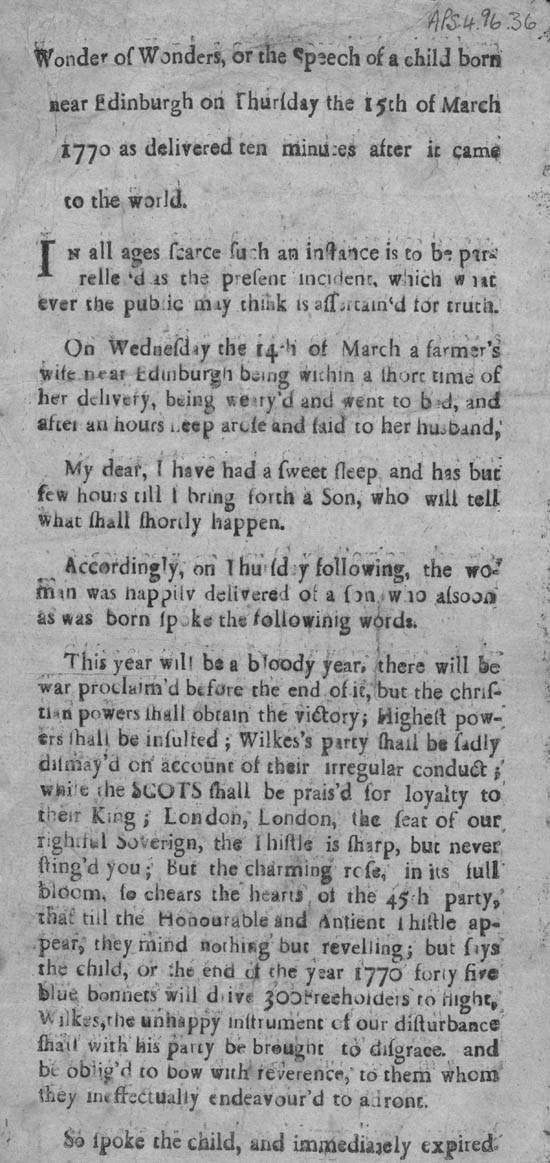 APS.4.96.36
Wonder of Wonders, or the Speech of a child born
near Edinburgh on Thurſday the 15th of March
1770 as delivered ten minutes after it came
to the world.
IN all ages ſcarce ſuch an inſtance is to be par-
relle'd as the preſent incident, which what
ever the public may think is aſſertain'd for truth.
On Wedneſday the 14th of March a farmer's
wife near Edinburgh being within a ſhort time of
her delivery, being weary'd and went to bed, and
after an hours ſleep aroſe and ſaid to her husband,
My dear, I have had a ſweet ſleep and has but
few hours till I bring forth a Son, who will tell
what ſhall ſhortly happen.
Accordingly, on Thurſday following, the wo-
man was happily delivered of a ſon who aſsoon
as was born ſpoke the followinig words.
This year will be a bloody year, there will be
war proclaim'd before the end of it, but the chriſ-
tian powers ſhall obtain the victory; Higheſt pow-
ers ſhall be inſulted; Wilkes's party ſhall be ſadly
diſmay'd on account of their irregular conduct;
while the SCOTS ſhall be prais'd for loyalty to
their King; London, London, the ſeat of our
rightful Soverign, the Thiſtle is ſharp, but never
ſting'd you; But the charming roſe, in its full
bloom, ſo chears the hearts of the 45th party,
that till the Honourable and Antient Thiſtle ap-
pear, they mind nothing but revelling; but ſays
the child, or the end of the year 1770 forty five
blue bonnets will drive 300 freeholders to flight,
Wilkes, the unhappy inſtrument of our diſturbance
ſhall with his party be brought to diſgrace. and
be oblig'd to bow with reverence, to them whom
they ineffectually endeavour'd to adront.
So ſpoke the child, and immediately expired